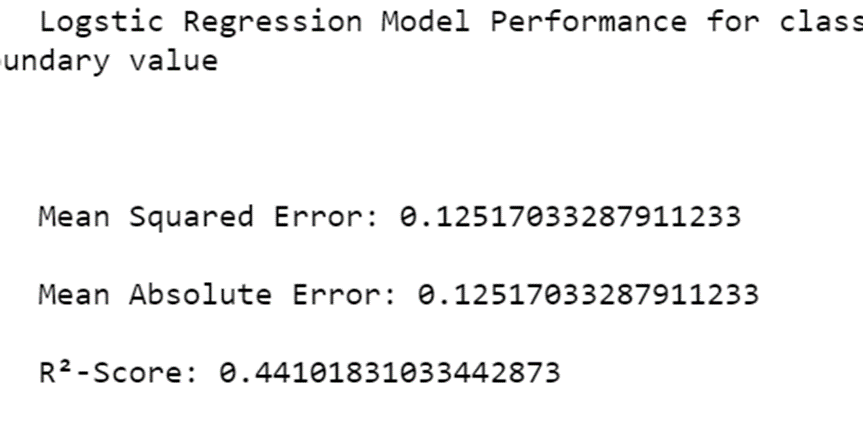 Logstic Regression Model Performance for class
undary value
Mean Squared Error: 0.12517033287911233
Mean Absolute Error: 0.12517033287911233
R²-Score: 0.44101831033442873